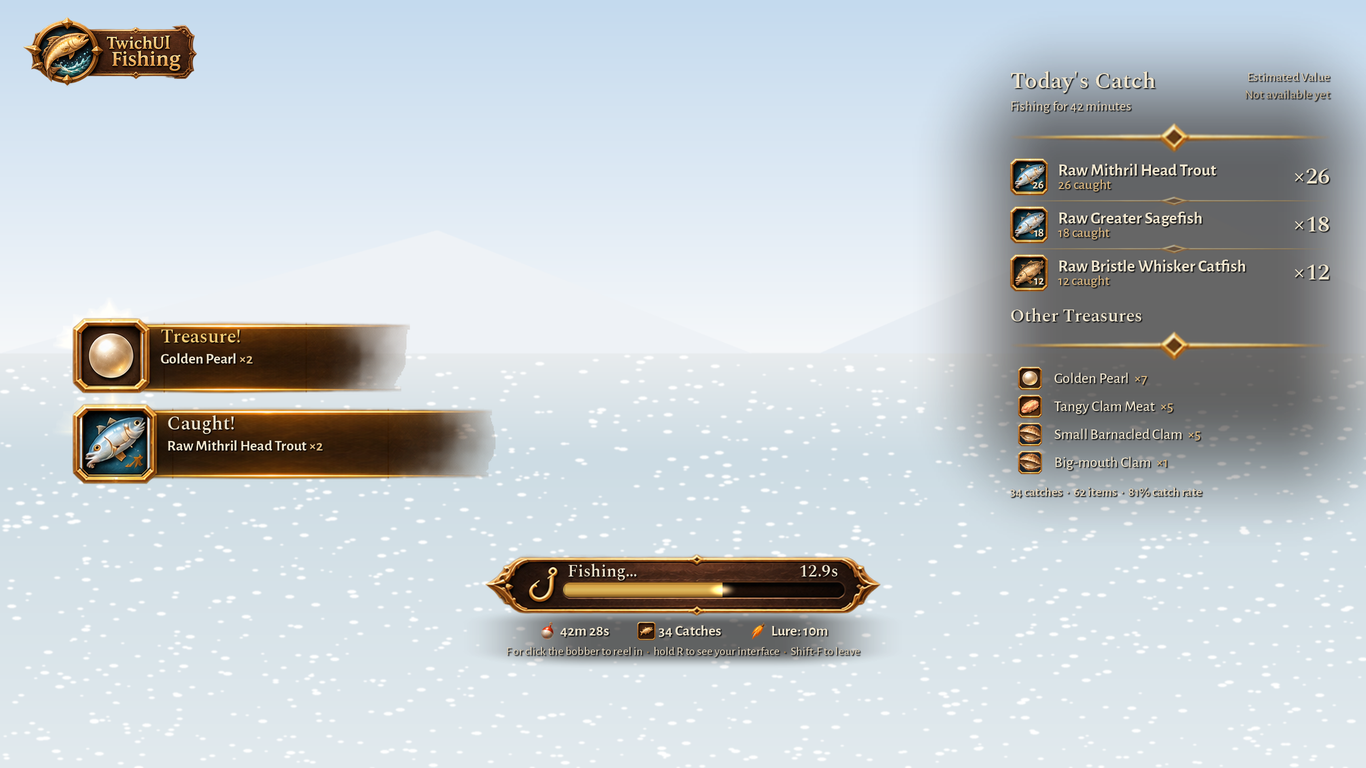 TwichUI
Fishing
Today's Catch
Estimated Value
Fishing for 42 minutes
Not available yet
26
Raw Mithril Head Trout
26 caught
×26
18
Raw Greater Sagefish
18 caught
×18
12
Raw Bristle Whisker Catfish
12 caught
×12
Other Treasures
Golden Pearl ×7
Tangy Clam Meat ×5
Small Barnacled Clam ×5
Big-mouth Clam ×1
34 catches · 62 items · 81% catch rate
Treasure!
Golden Pearl ×2
Caught!
Raw Mithril Head Trout ×2
Fishing... 12.9s
42m 28s 34 Catches Lure: 10m
F or click the bobber to reel in · hold R to see your interface · Shift-F to leave